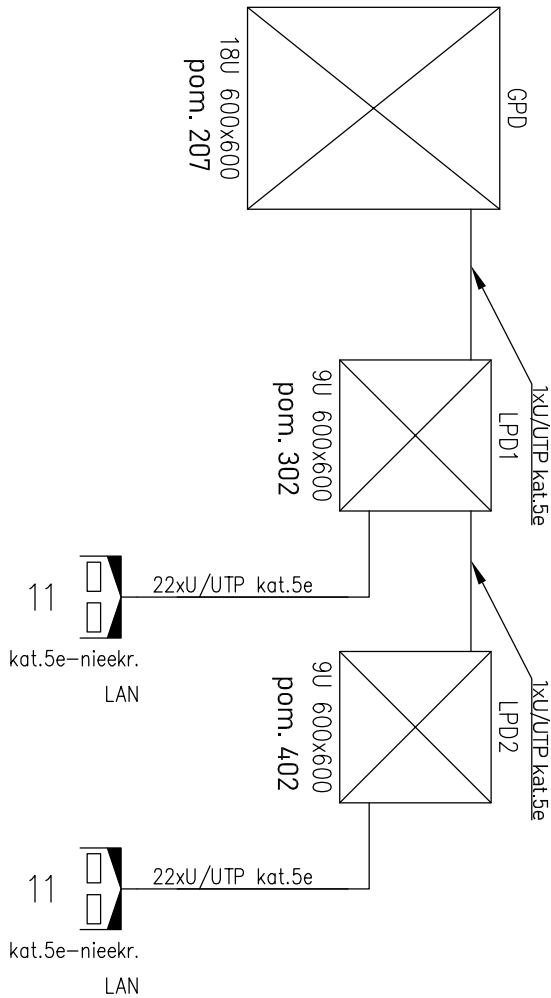 GPD
18U 600x600
pom. 207
1xU/UTP kat.5e
LPD1
9U 600x600
pom. 302
22xU/UTP kat.5e
11
kat.5e-nieekr.
LAN
1xU/UTP kat.5e
LPD2
9U 600x600
pom. 402
22xU/UTP kat.5e
11
kat.5e-nieekr.
LAN